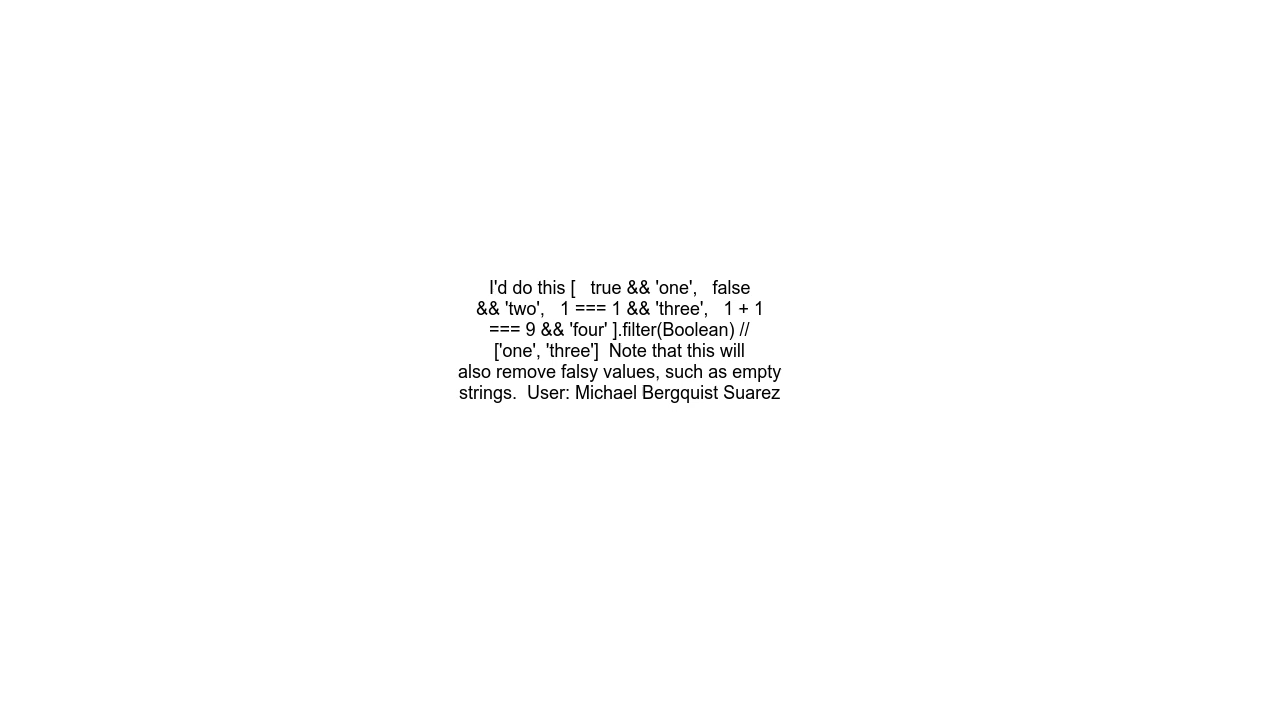 I'd do this [   true && 'one',   false
&& 'two',   1 === 1 && 'three',   1 + 1
=== 9 && 'four' ].filter(Boolean) //
['one', 'three']  Note that this will
also remove falsy values, such as empty
strings.  User: Michael Bergquist Suarez